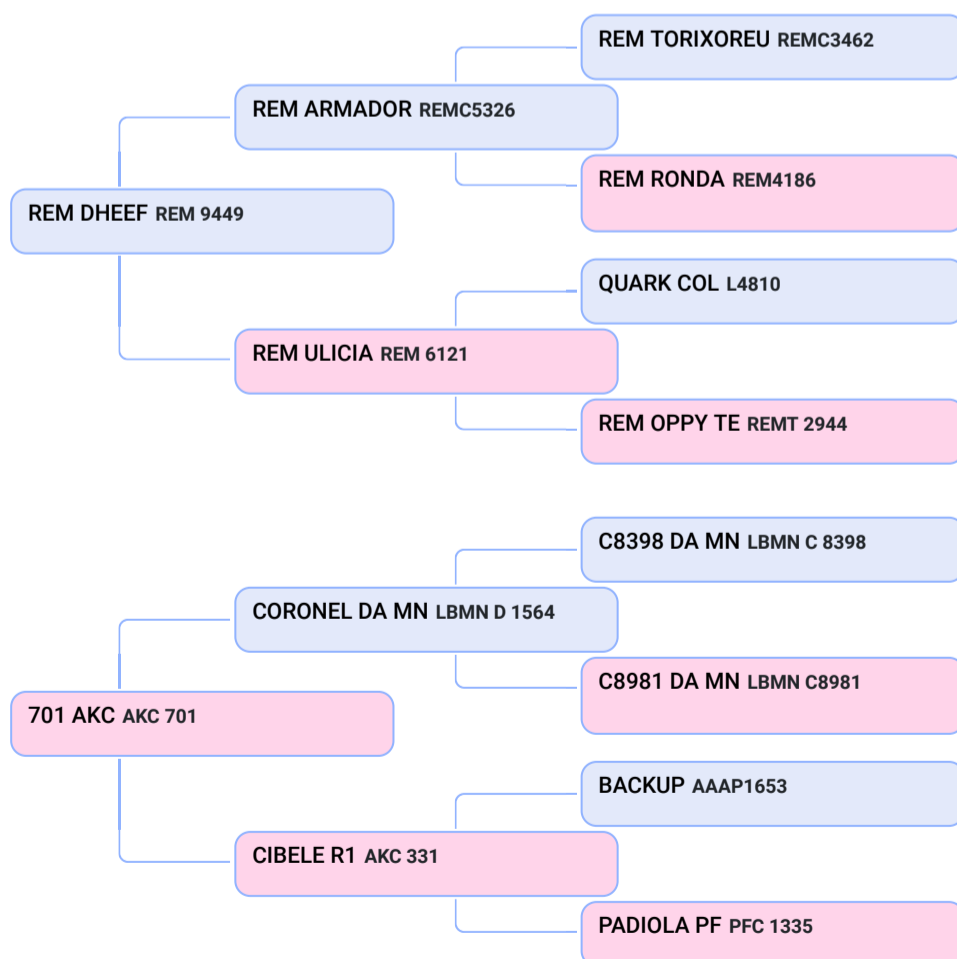 REM TORIXOREU REMC3462
REM ARMADOR REMC5326
REM RONDA REM4186
REM DHEEF REM 9449
QUARK COL L4810
REM ULICIA REM 6121
REM OPPY TE REMT 2944
C8398 DA MN LBMN C 8398
CORONEL DA MN LBMN D 1564
C8981 DA MN LBMN C8981
701 AKC AKC 701
BACKUP AAAP1653
CIBELE R1 AKC 331
PADIOLA PF PFC 1335